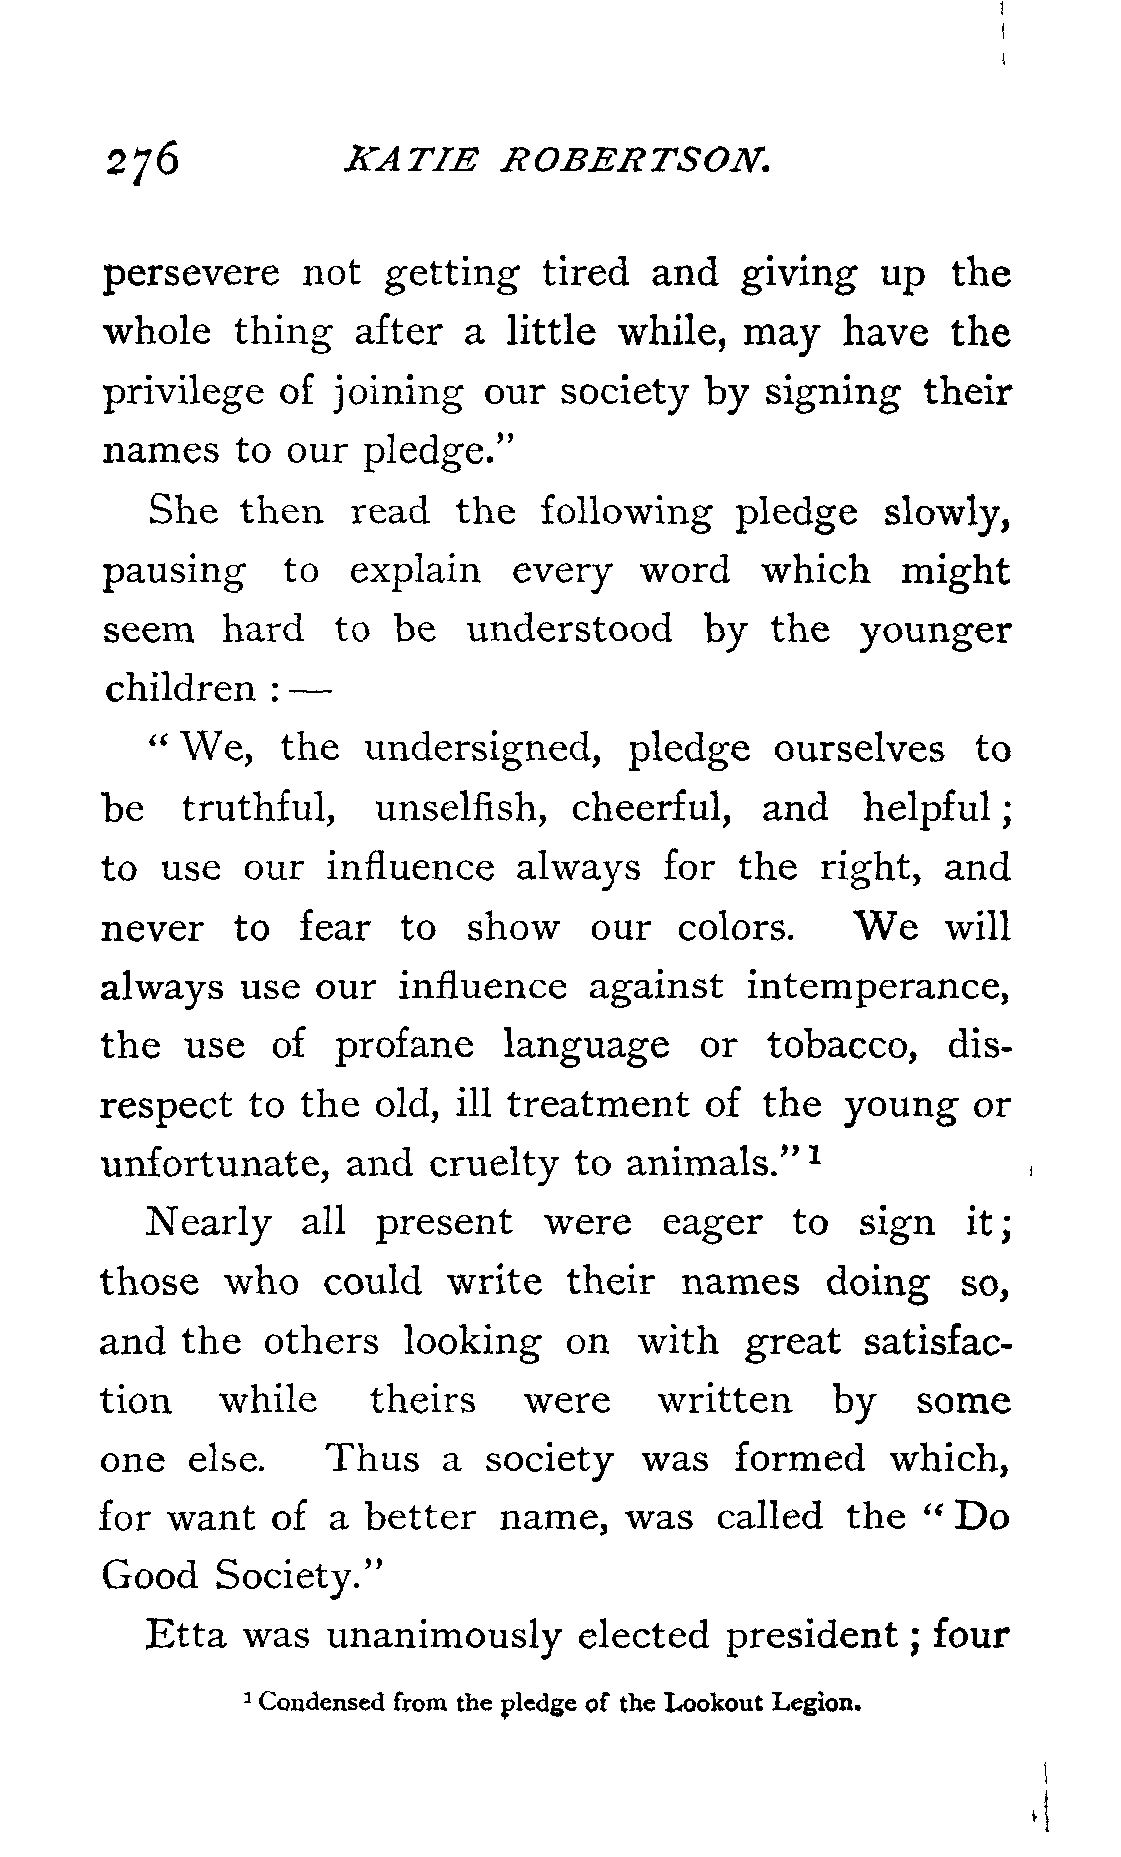 276 KATIE ROBERTSON.
persevere not getting tired and giving up the
whole thing after a little while, may have the
privilege of joining our society by signing their
names to our pledge."
She then read the following pledge slowly,
pausing to explain every word which might
seem hard to be understood by the younger
children :—
"We, the undersigned, pledge ourselves to
be truthful, unselfish, cheerful, and helpful;
to use our influence always for the right, and
never to fear to show our colors. We will
always use our influence against intemperance,
the use of profane language or tobacco, dis-
respect to the old, ill treatment of the young or
unfortunate, and cruelty to animals." 1
Nearly all present were eager to sign it;
those who could write their names doing so,
and the others looking on with great satisfac-
tion while theirs were written by some
one else. Thus a society was formed which,
for want of a better name, was called the "Do
Good Society."
Etta was unanimously elected president; four
1 Condensed from the pledge of the Lookout Legion.